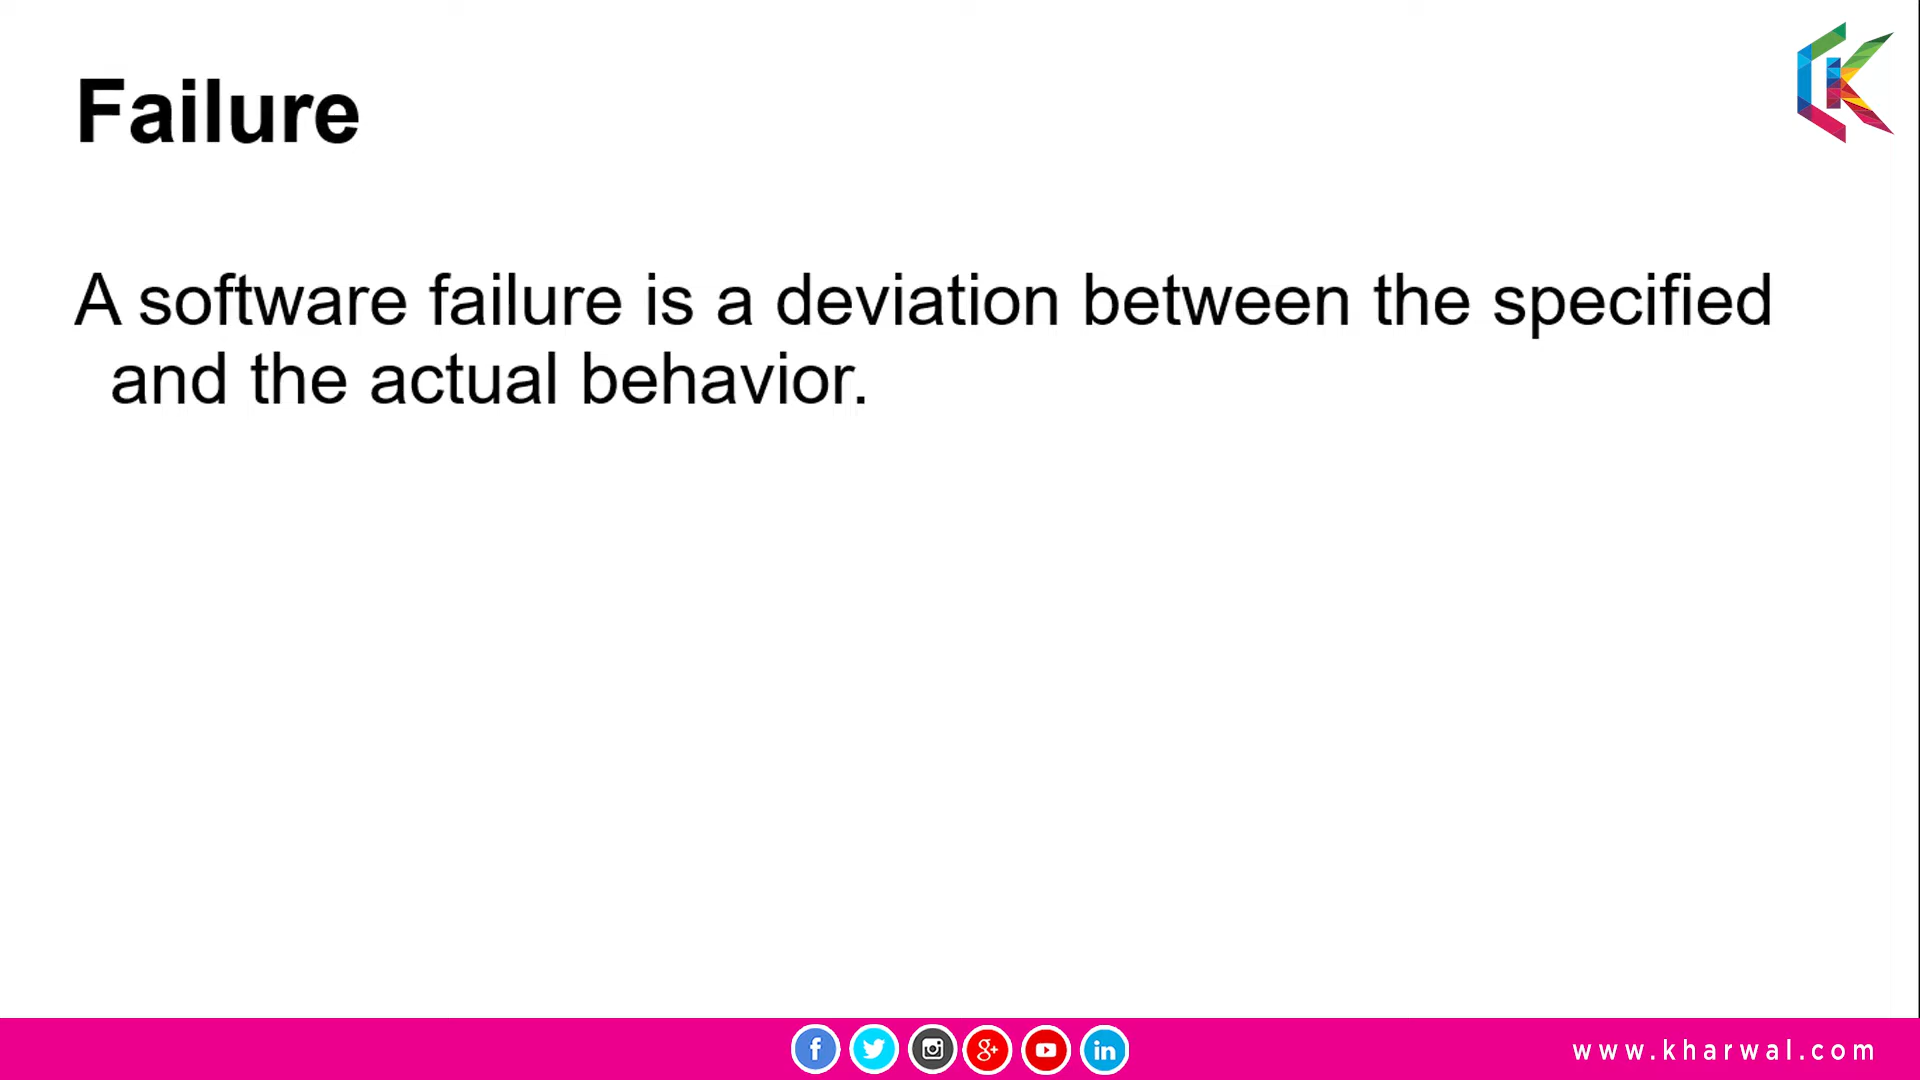 Failure
A software failure is a deviation between the specified
and the actual behavior.
www.kharwal.com